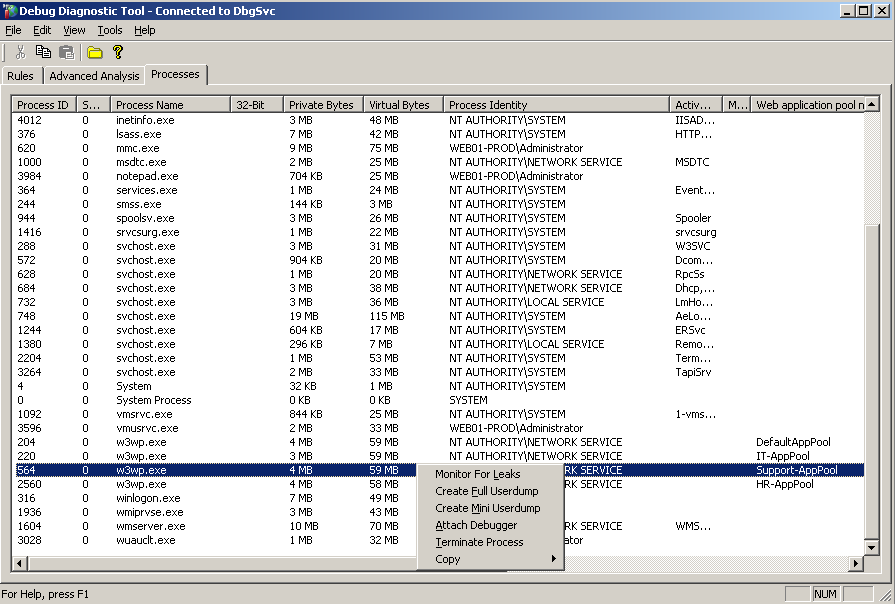 Debug Diagnostic Tool - Connected to DbgSvc
File Edit View Tools Help
Rules Advanced Analysis Processes
Process ID S... Process Name 32-Bit Private Bytes Virtual Bytes Process Identity Activ... M... Web application pool n
4012 0 inetinfo.exe 3 MB 48 MB NT AUTHORITY\SYSTEM IISAD...
376 0 lsass.exe 7 MB 42 MB NT AUTHORITY\SYSTEM HTTP...
620 0 mmc.exe 9 MB 75 MB WEB01-PROD\Administrator
1000 0 msdtc.exe 2 MB 25 MB NT AUTHORITY\NETWORK SERVICE MSDTC
3984 0 notepad.exe 704 KB 25 MB WEB01-PROD\Administrator
364 0 services.exe 1 MB 24 MB NT AUTHORITY\SYSTEM Event...
244 0 smss.exe 144 KB 3 MB NT AUTHORITY\SYSTEM
944 0 spoolsv.exe 3 MB 26 MB NT AUTHORITY\SYSTEM Spooler
1416 0 srvcsurg.exe 1 MB 22 MB NT AUTHORITY\SYSTEM srvcsurg
288 0 svchost.exe 3 MB 31 MB NT AUTHORITY\SYSTEM W3SVC
572 0 svchost.exe 904 KB 20 MB NT AUTHORITY\SYSTEM Dcom...
628 0 svchost.exe 1 MB 20 MB NT AUTHORITY\NETWORK SERVICE RpcSs
684 0 svchost.exe 3 MB 38 MB NT AUTHORITY\NETWORK SERVICE Dhcp,...
732 0 svchost.exe 3 MB 36 MB NT AUTHORITY\LOCAL SERVICE LmHo...
748 0 svchost.exe 19 MB 115 MB NT AUTHORITY\SYSTEM AeLo...
1244 0 svchost.exe 604 KB 17 MB NT AUTHORITY\SYSTEM ERSvc
1380 0 svchost.exe 296 KB 7 MB NT AUTHORITY\LOCAL SERVICE Remo...
2204 0 svchost.exe 1 MB 53 MB NT AUTHORITY\SYSTEM Term...
3264 0 svchost.exe 2 MB 33 MB NT AUTHORITY\SYSTEM TapiSrv
4 0 System 32 KB 1 MB NT AUTHORITY\SYSTEM
0 0 System Process 0 KB 0 KB SYSTEM
1092 0 vmsrvc.exe 844 KB 25 MB NT AUTHORITY\SYSTEM 1-vms...
3596 0 vmusrvc.exe 2 MB 33 MB WEB01-PROD\Administrator
204 0 w3wp.exe 4 MB 59 MB NT AUTHORITY\NETWORK SERVICE DefaultAppPool
220 0 w3wp.exe 3 MB 59 MB NT AUTHORITY\NETWORK SERVICE IT-AppPool
564 0 w3wp.exe 4 MB 59 MB RK SERVICE Support-AppPool
2560 0 w3wp.exe 4 MB 58 MB RK SERVICE HR-AppPool
316 0 winlogon.exe 7 MB 49 MB
1936 0 wmiprvse.exe 3 MB 43 MB
1604 0 wmserver.exe 10 MB 70 MB RK SERVICE WMS...
3028 0 wuauclt.exe 1 MB 32 MB ator
Monitor For Leaks
Create Full Userdump
Create Mini Userdump
Attach Debugger
Terminate Process
Copy
For Help, press F1 NUM